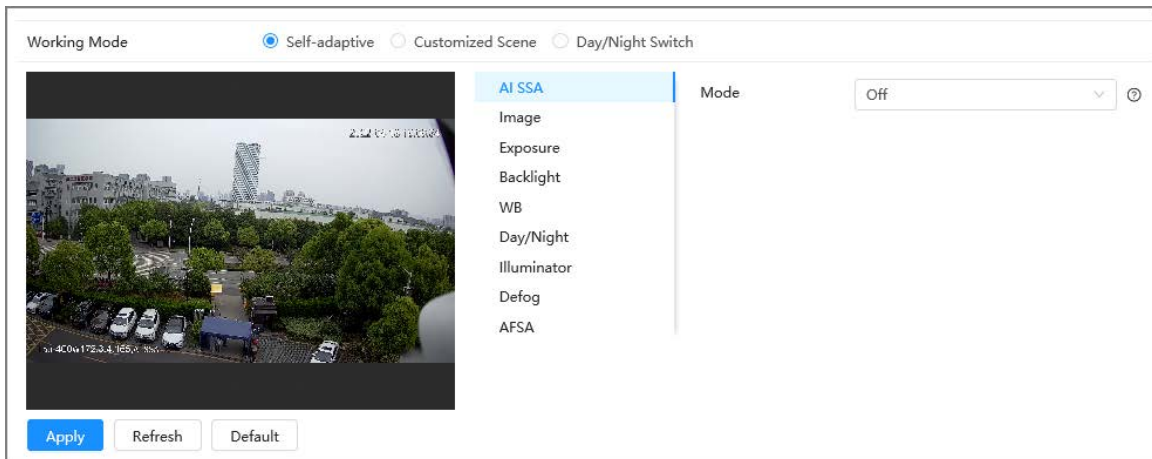 Working Mode
Self-adaptive Customized Scene Day/Night Switch
AI SSA
Image
Exposure
Backlight
WB
Day/Night
Illuminator
Defog
AFSA
Mode Off
Apply Refresh Default